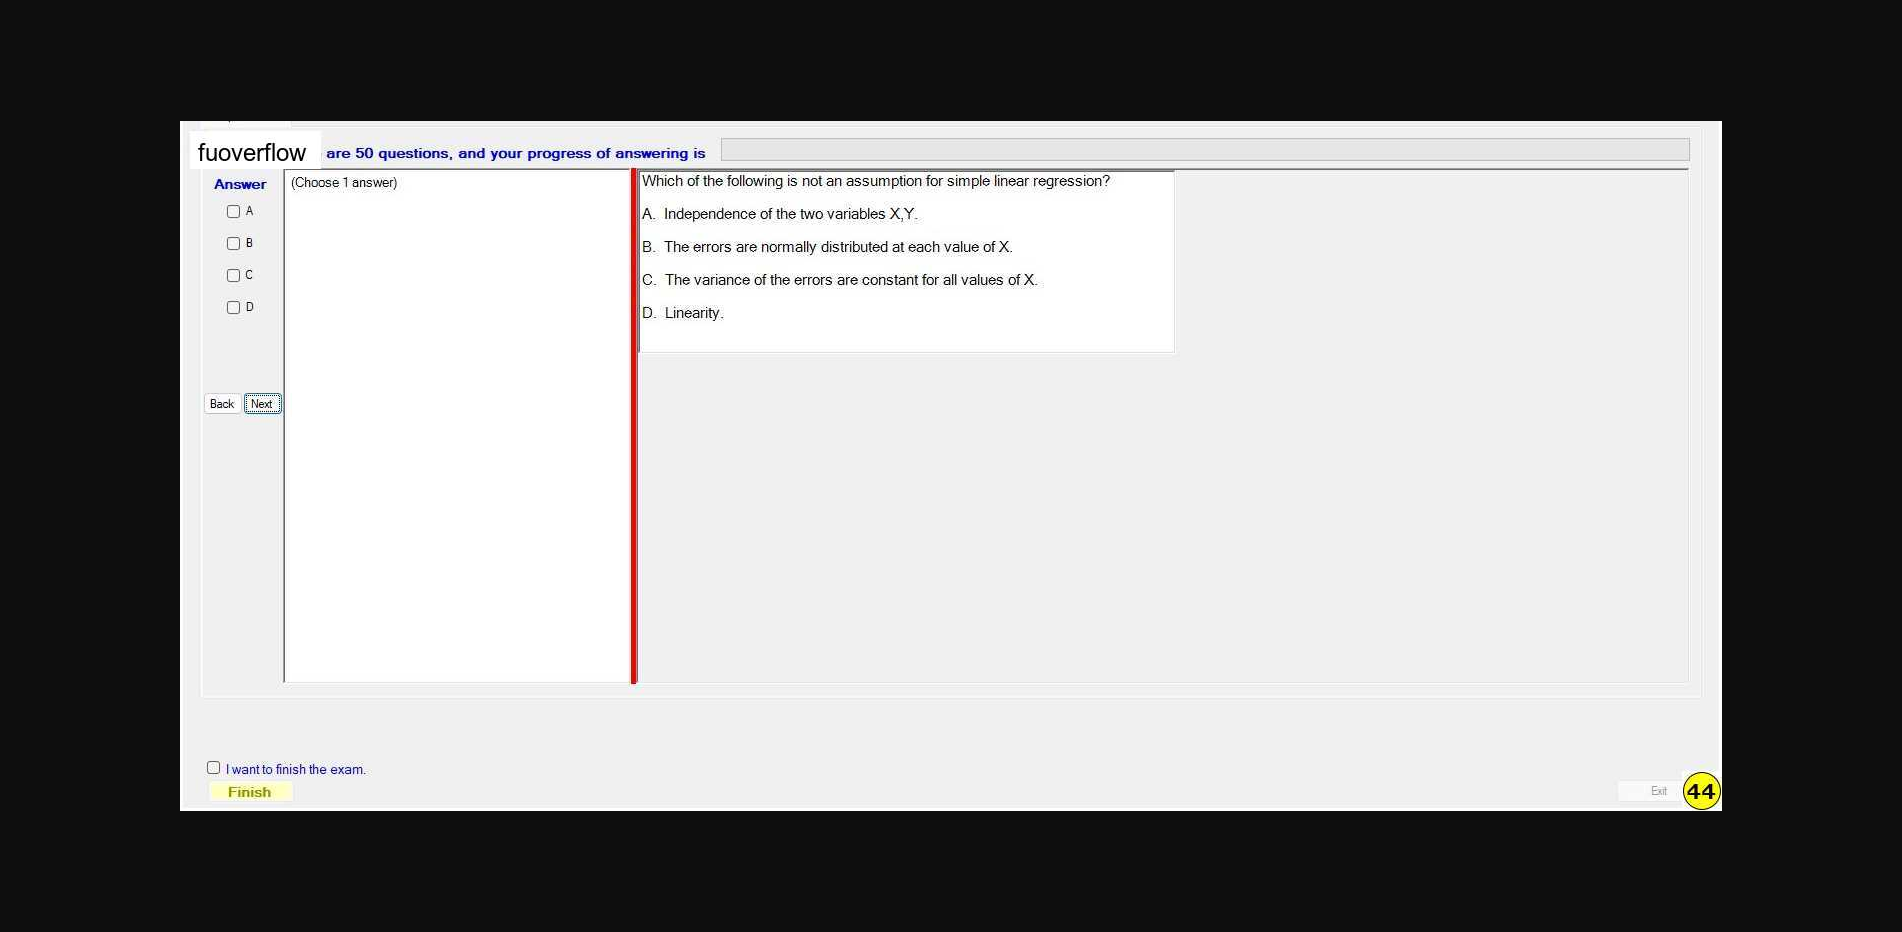 fuoverflow are 50 questions, and your progress of answering is
Answer
A
B
C
D
Back Next
(Choose 1 answer)
Which of the following is not an assumption for simple linear regression?
A. Independence of the two variables X,Y.
B. The errors are normally distributed at each value of X.
C. The variance of the errors are constant for all values of X.
D. Linearity.
I want to finish the exam.
Finish
Exit
44